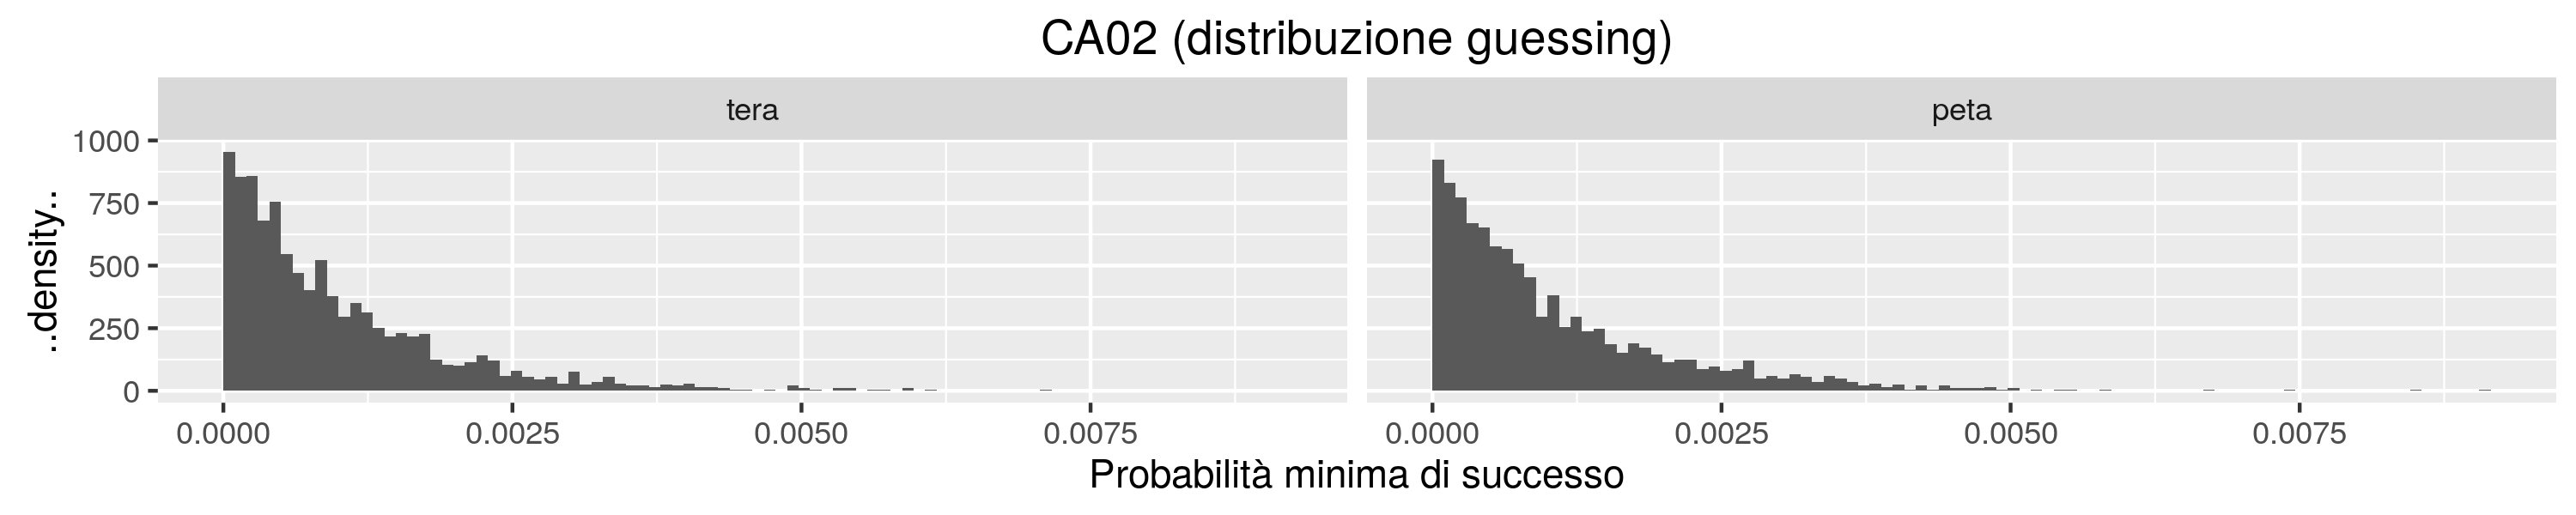 CA02 (distribuzione guessing)
tera
peta
1000
750
500
250
0
..density..
0.0000 0.0025 0.0050 0.0075
0.0000 0.0025 0.0050 0.0075
Probabilità minima di successo